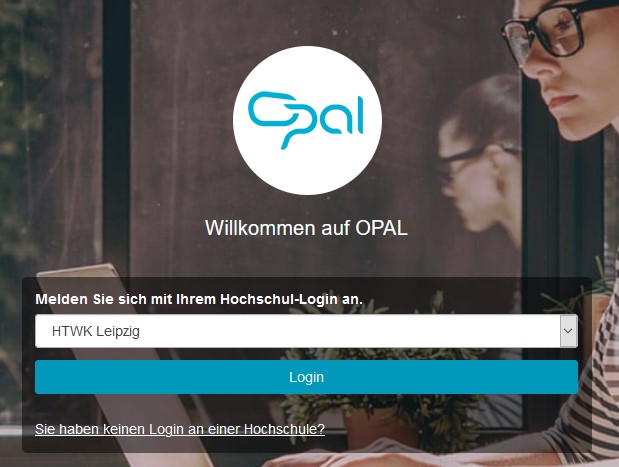 Opal
Willkommen auf OPAL
Melden Sie sich mit Ihrem Hochschul-Login an.
HTWK Leipzig
Login
Sie haben keinen Login an einer Hochschule?